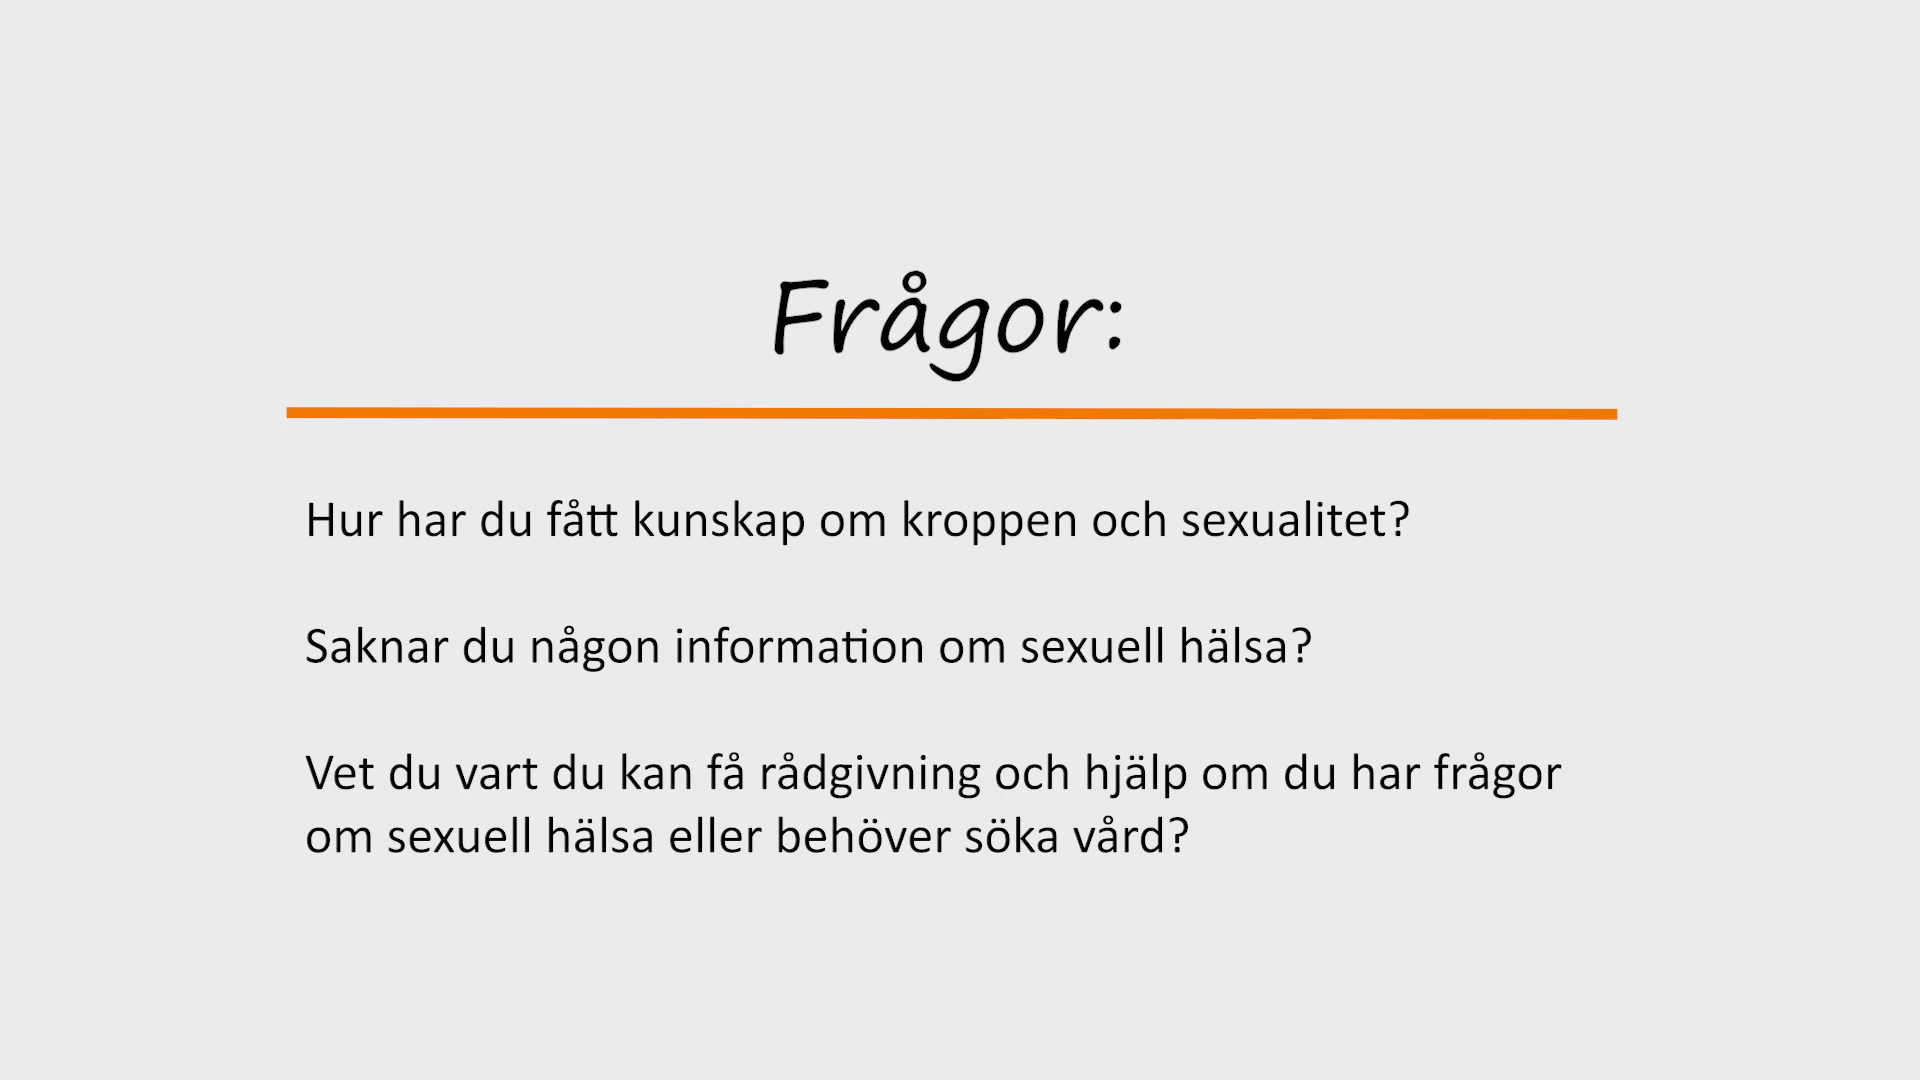 Frågor:
Hur har du fått kunskap om kroppen och sexualitet?
Saknar du någon information om sexuell hälsa?
Vet du vart du kan få rådgivning och hjälp om du har frågor
om sexuell hälsa eller behöver söka vård?